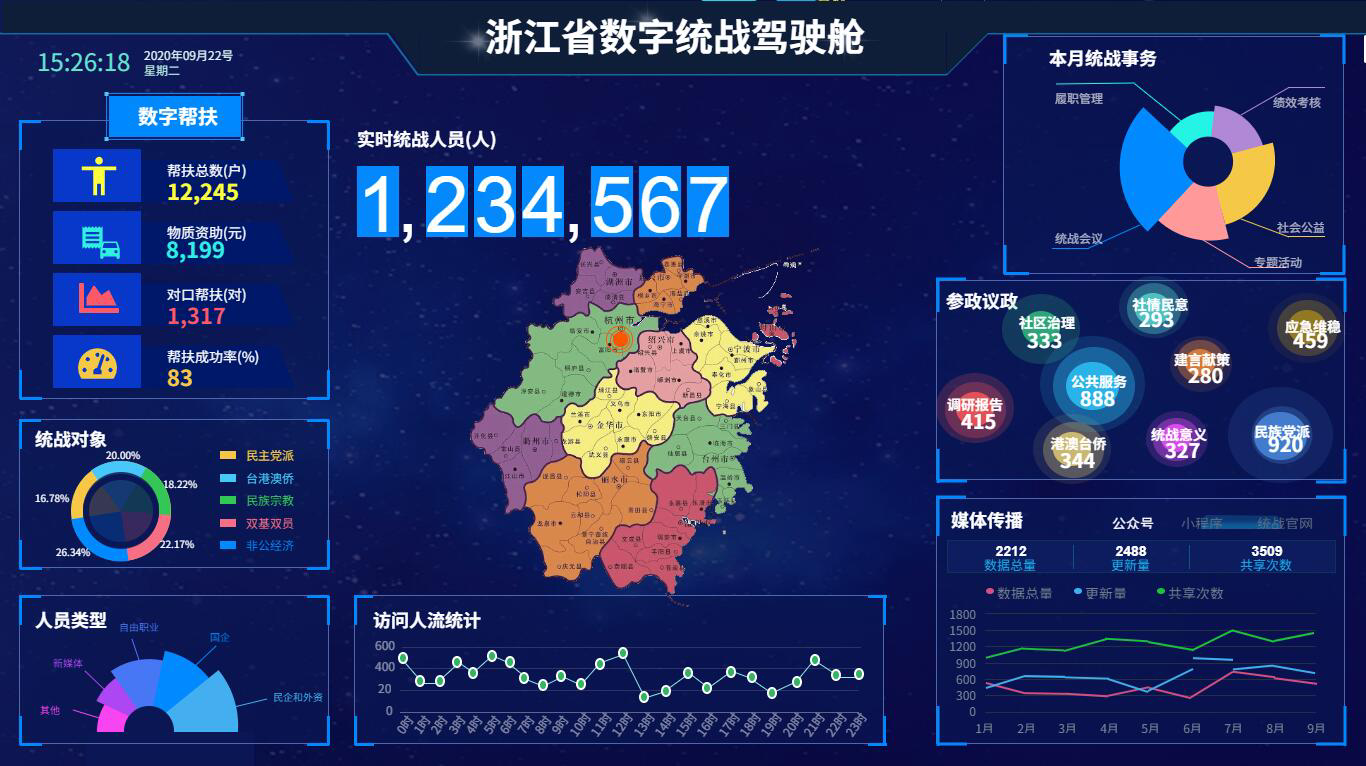 浙江省数字统战驾驶舱
15:26:18
2020年09月22号
星期二
数字帮扶
帮扶总数(户)
12,245
物质资助(元)
8,199
对口帮扶(对)
1,317
帮扶成功率(%)
83
统战对象
20.00%
18.22%
16.78%
22.17%
26.34%
民主党派
台港澳侨
民族宗教
双基双员
非公经济
人员类型
自由职业
国企
新媒体
民企和外资
其他
实时统战人员(人)
1,234,567
湖州市
杭州市
绍兴市
宁波市
金华市
衢州市
台州市
丽水市
访问人流统计
600
400
20
0
0时 1时 2时 3时 4时 5时 6时 7时 8时 9时 10时 11时 12时 13时 14时 15时 16时 17时 18时 19时 20时 21时 22时 23时
本月统战事务
履职管理
绩效考核
统战会议
社会公益
专题活动
参政议政
社区治理
333
社情民意
293
应急维稳
459
建言献策
280
公共服务
888
调研报告
415
港澳台侨
344
统战意义
327
民族党派
920
媒体传播
公众号 小程序 统战官网
2212 2488 3509
数据总量 更新量 共享次数
数据总量 更新量 共享次数
1800
1500
1200
900
600
300
0
1月 2月 3月 4月 5月 6月 7月 8月 9月